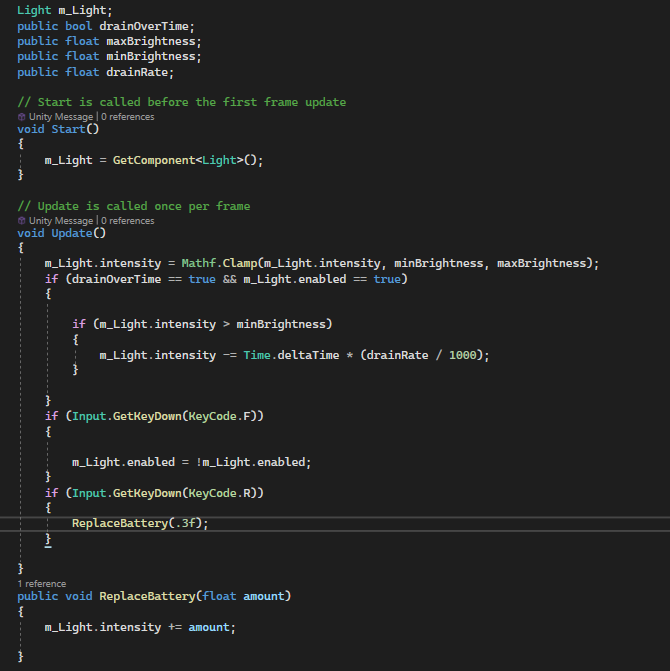 Light m_Light;
public bool drainOverTime;
public float maxBrightness;
public float minBrightness;
public float drainRate;
// Start is called before the first frame update
Unity Message | 0 references
void Start()
{
m_Light = GetComponent<Light>();
}
// Update is called once per frame
Unity Message | 0 references
void Update()
{
m_Light.intensity = Mathf.Clamp(m_Light.intensity, minBrightness, maxBrightness);
if (drainOverTime == true && m_Light.enabled == true)
{
if (m_Light.intensity > minBrightness)
{
m_Light.intensity -= Time.deltaTime * (drainRate / 1000);
}
}
if (Input.GetKeyDown(KeyCode.F))
{
m_Light.enabled = !m_Light.enabled;
}
if (Input.GetKeyDown(KeyCode.R))
{
ReplaceBattery(.3f);
}
}
1 reference
public void ReplaceBattery(float amount)
{
m_Light.intensity += amount;
}